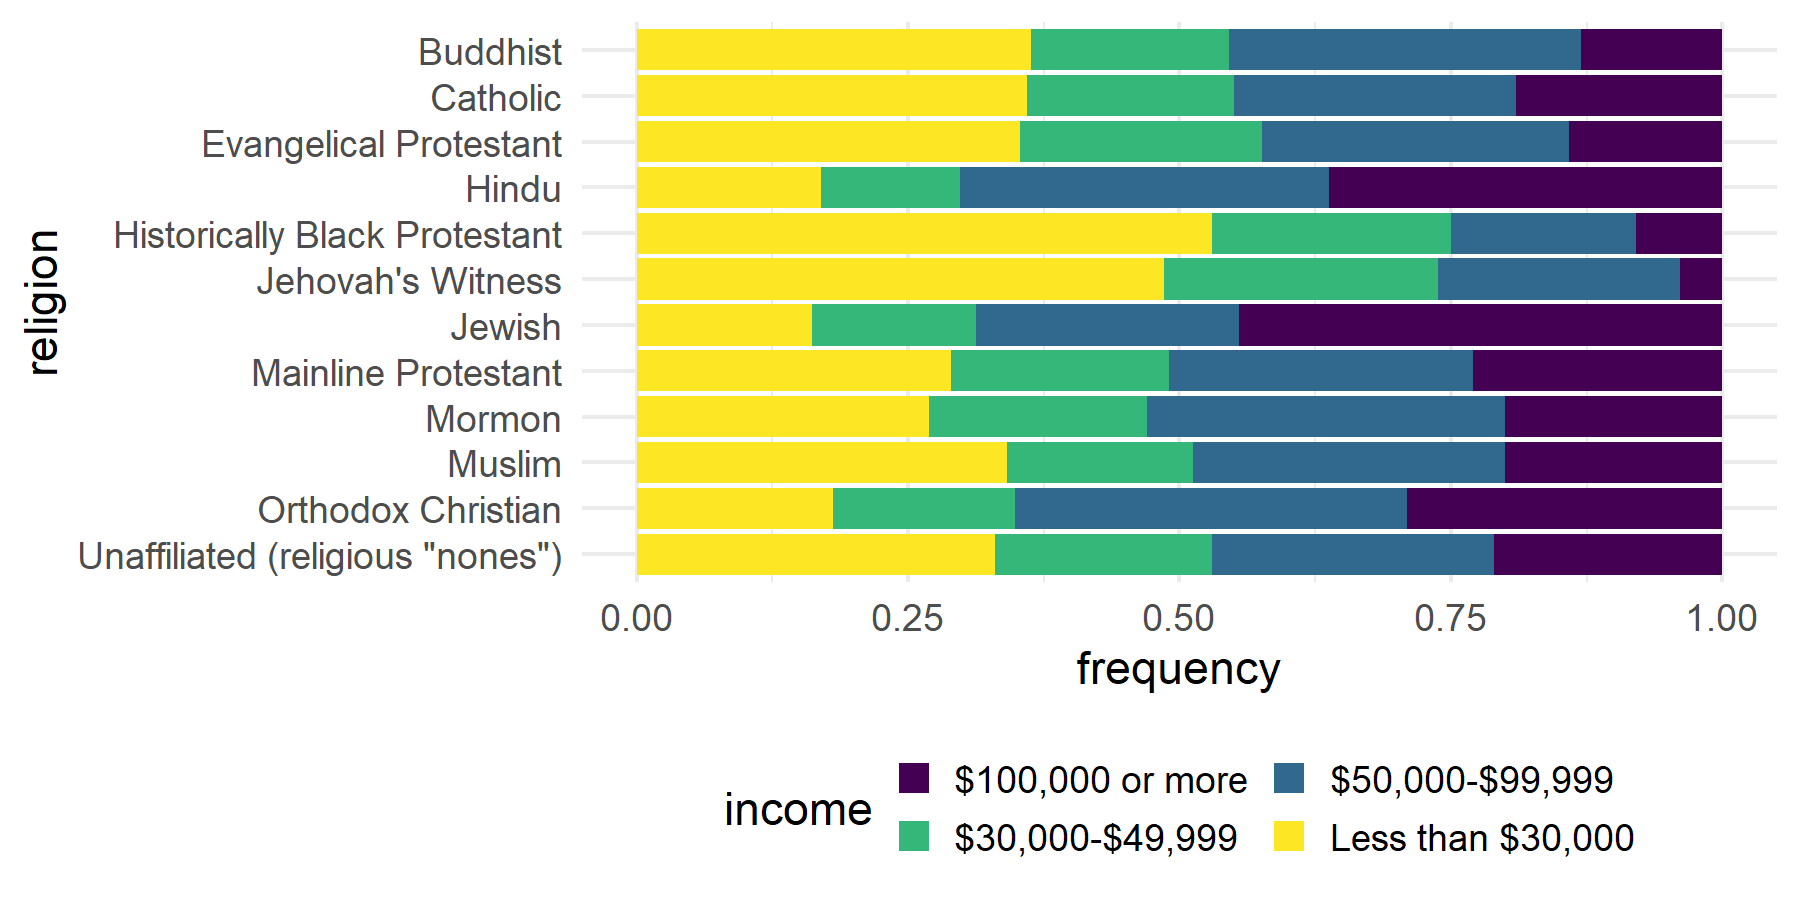 Buddhist
Catholic
Evangelical Protestant
Hindu
Historically Black Protestant
Jehovah's Witness
Jewish
Mainline Protestant
Mormon
Muslim
Orthodox Christian
Unaffiliated (religious "nones")
religion
0.00 0.25 0.50 0.75 1.00
frequency
income
$100,000 or more $50,000-$99,999
$30,000-$49,999 Less than $30,000